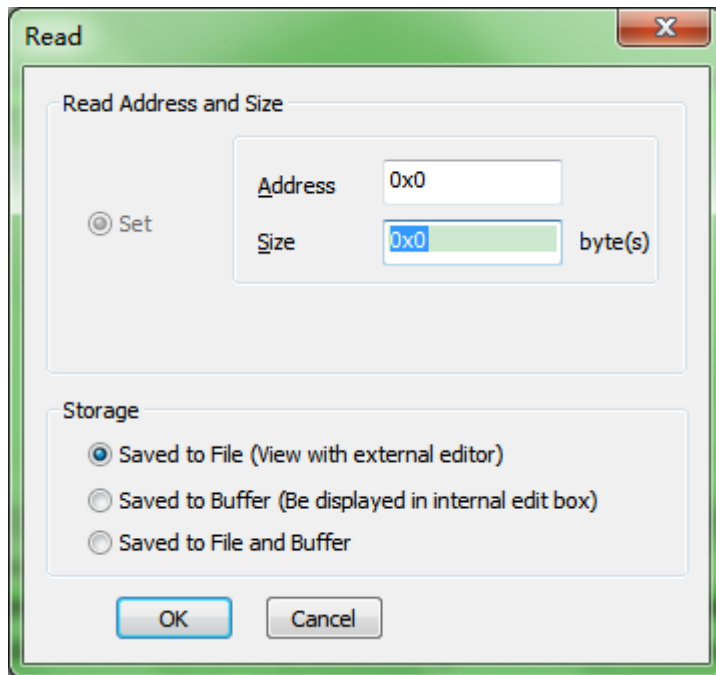 Read
Read Address and Size
Address 0x0
Set
Size 0x0 byte(s)
Storage
Saved to File (View with external editor)
Saved to Buffer (Be displayed in internal edit box)
Saved to File and Buffer
OK Cancel